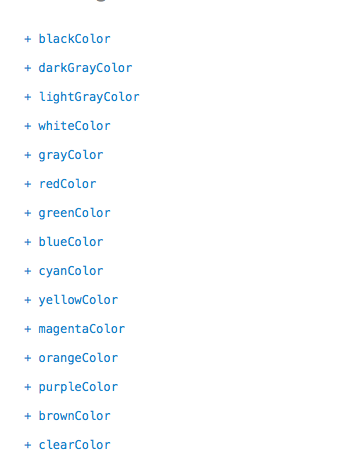 + blackColor
+ darkGrayColor
+ lightGrayColor
+ whiteColor
+ grayColor
+ redColor
+ greenColor
+ blueColor
+ cyanColor
+ yellowColor
+ magentaColor
+ orangeColor
+ purpleColor
+ brownColor
+ clearColor